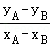 y_A - y_B
x_A - x_B